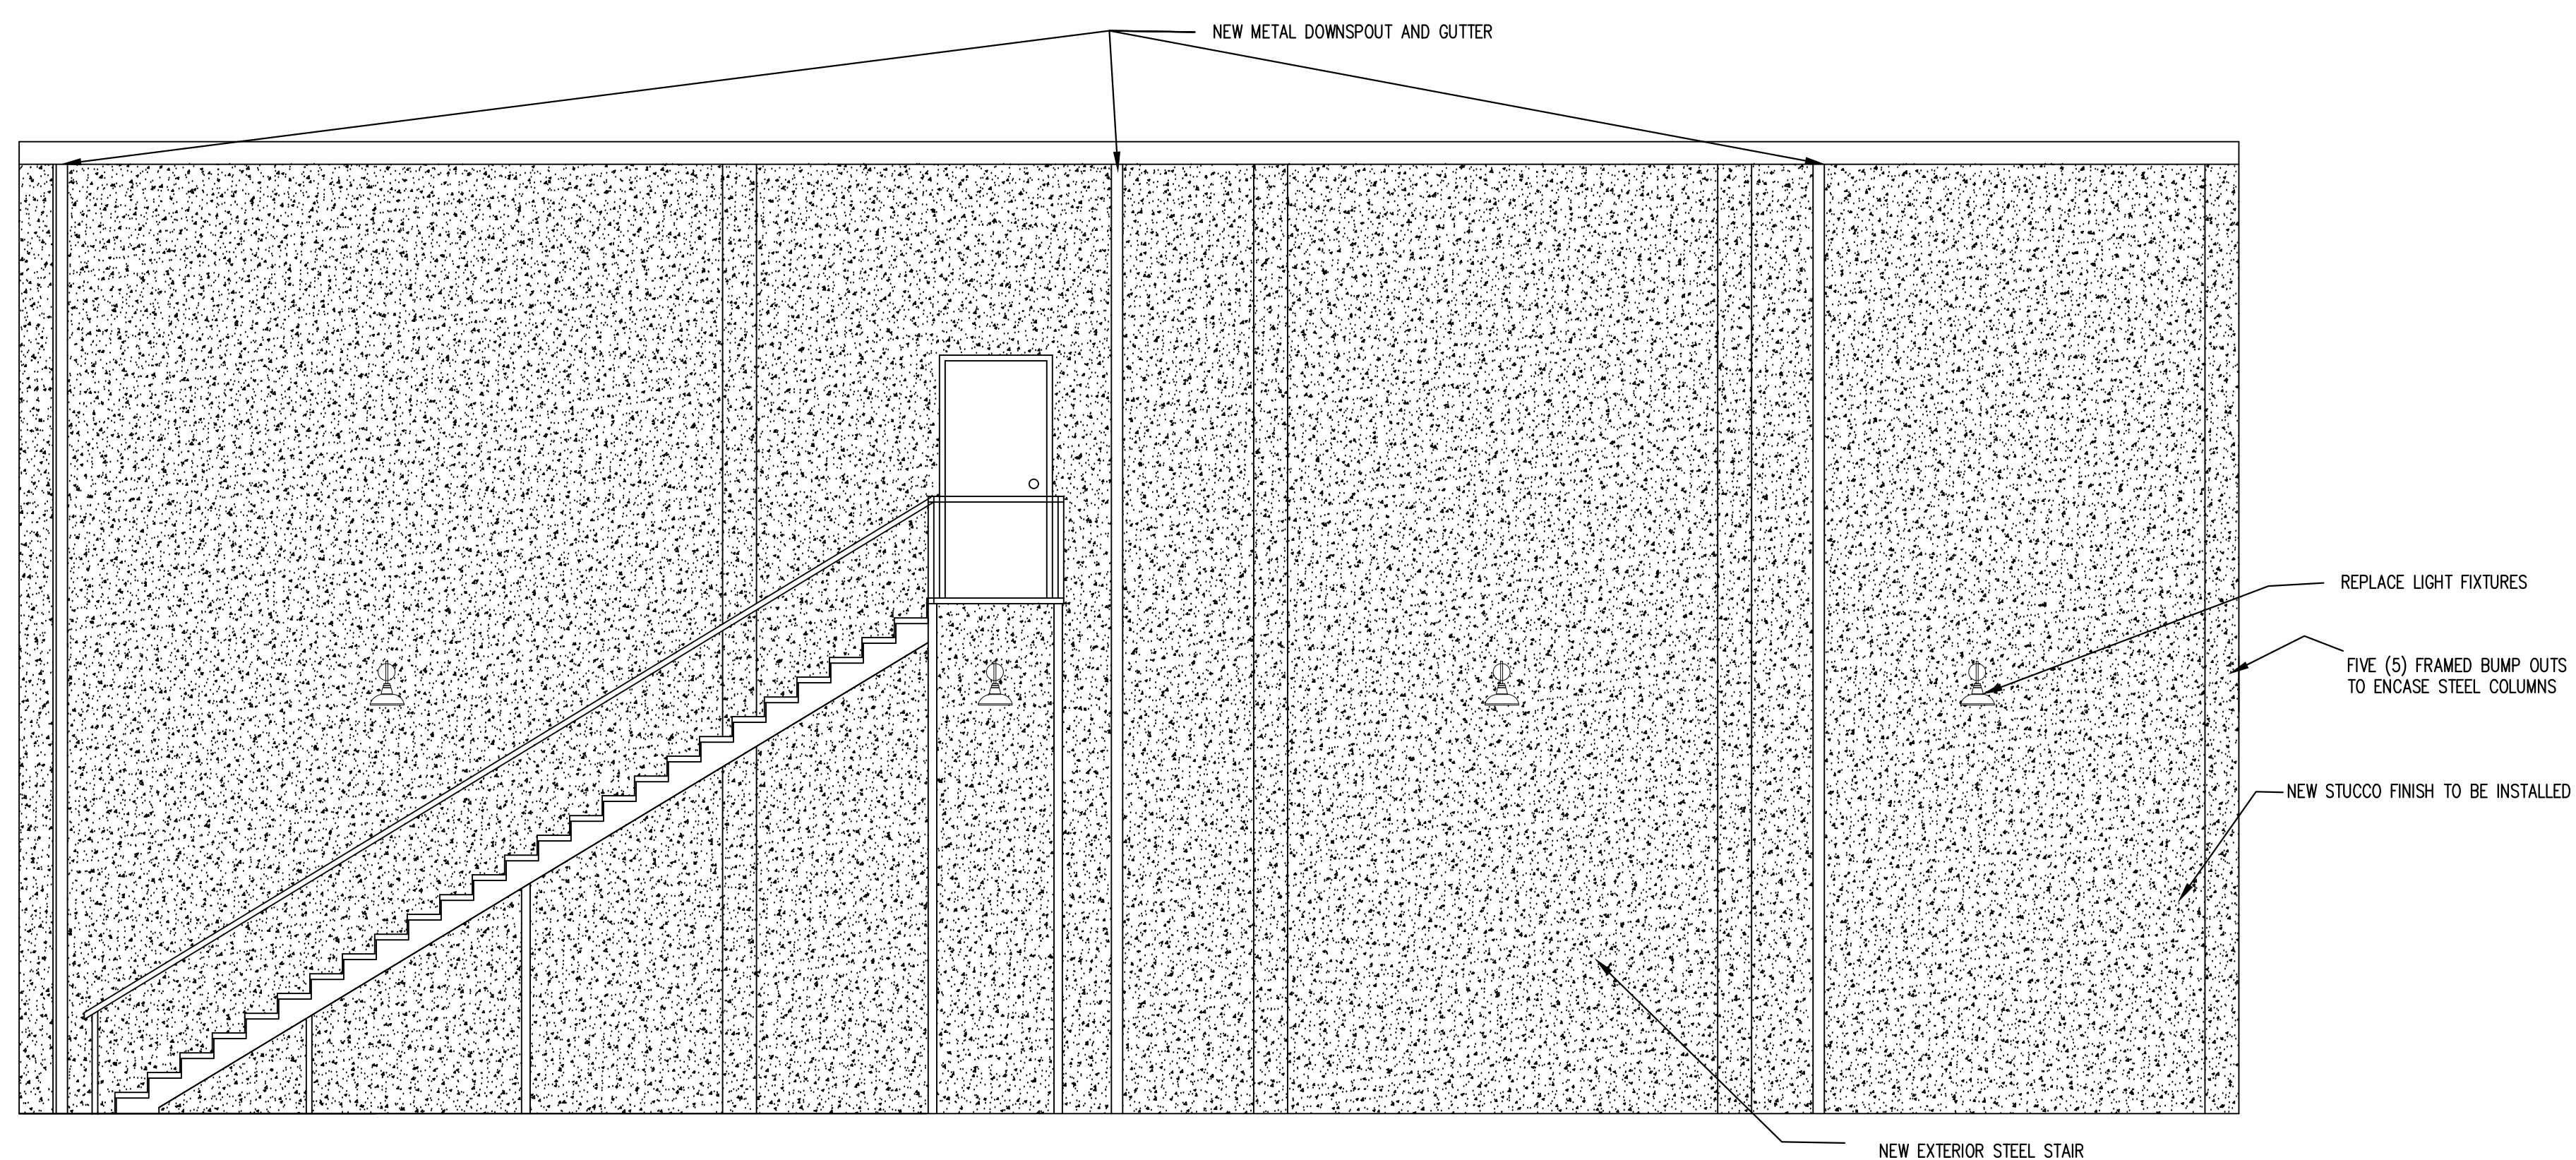 NEW METAL DOWNSPOUT AND GUTTER
REPLACE LIGHT FIXTURES
FIVE (5) FRAMED BUMP OUTS
TO ENCASE STEEL COLUMNS
NEW STUCCO FINISH TO BE INSTALLED
NEW EXTERIOR STEEL STAIR